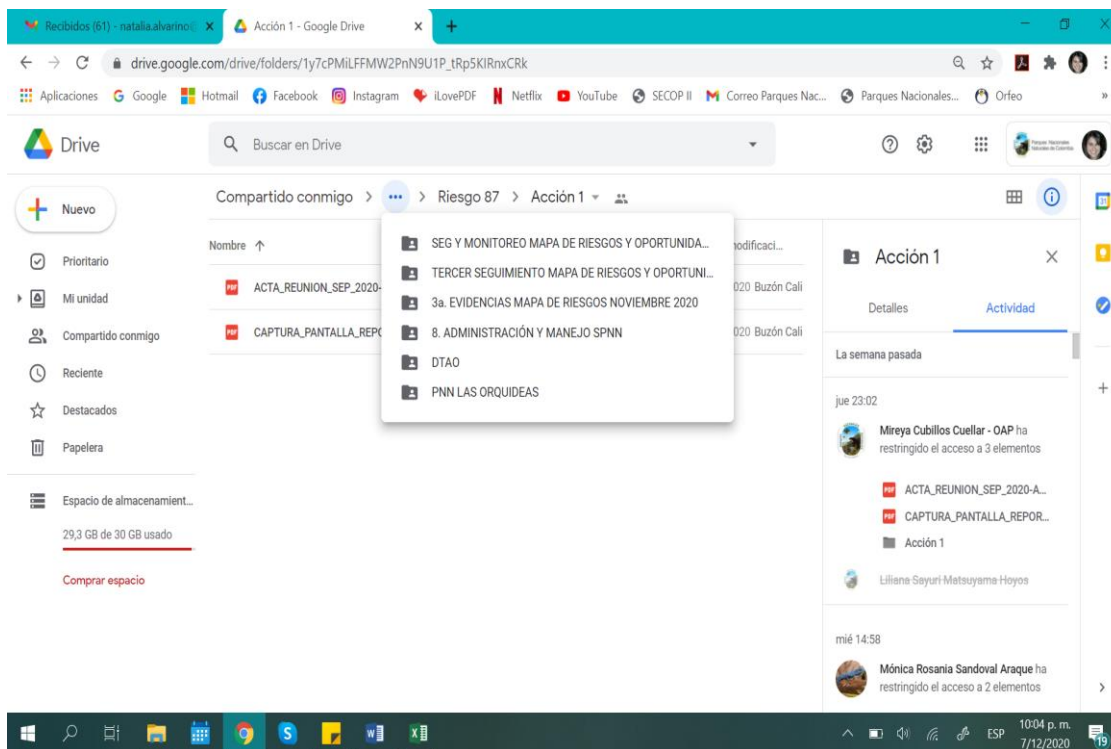 Recibidos (61) - natalia.alvarino@
Acción 1 - Google Drive
drive.google.com/drive/folders/1y7cPMiLFFMW2PnN9U1P_tRp5KIRnxCRk
Aplicaciones Google Hotmail Facebook Instagram iLovePDF Netflix YouTube SECOP II Correo Parques Nac... Parques Nacionales... Orfeo »
Drive
Buscar en Drive
Parques Nacionales
Nuevo
Compartido conmigo > ... > Riesgo 87 > Acción 1
Prioritario
Mi unidad
Compartido conmigo
Reciente
Destacados
Papelera
Espacio de almacenamient...
29,3 GB de 30 GB usado
Comprar espacio
Nombre
modificaci...
ACTA_REUNION_SEP_2020-
020 Buzón Cali
CAPTURA_PANTALLA_REPO
020 Buzón Cali
SEG Y MONITOREO MAPA DE RIESGOS Y OPORTUNIDA...
TERCER SEGUIMIENTO MAPA DE RIESGOS Y OPORTUNI...
3a. EVIDENCIAS MAPA DE RIESGOS NOVIEMBRE 2020
8. ADMINISTRACIÓN Y MANEJO SPNN
DTAO
PNN LAS ORQUIDEAS
Acción 1
Detalles
Actividad
La semana pasada
jue 23:02
Mireya Cubillos Cuellar - OAP ha
restringido el acceso a 3 elementos
PDF ACTA_REUNION_SEP_2020-A...
PDF CAPTURA_PANTALLA_REPOR...
Acción 1
Liliana Sayuri Matsuyama Hoyos
mié 14:58
Mónica Rosania Sandoval Araque ha
restringido el acceso a 2 elementos
ESP
10:04 p. m.
7/12/2020
19